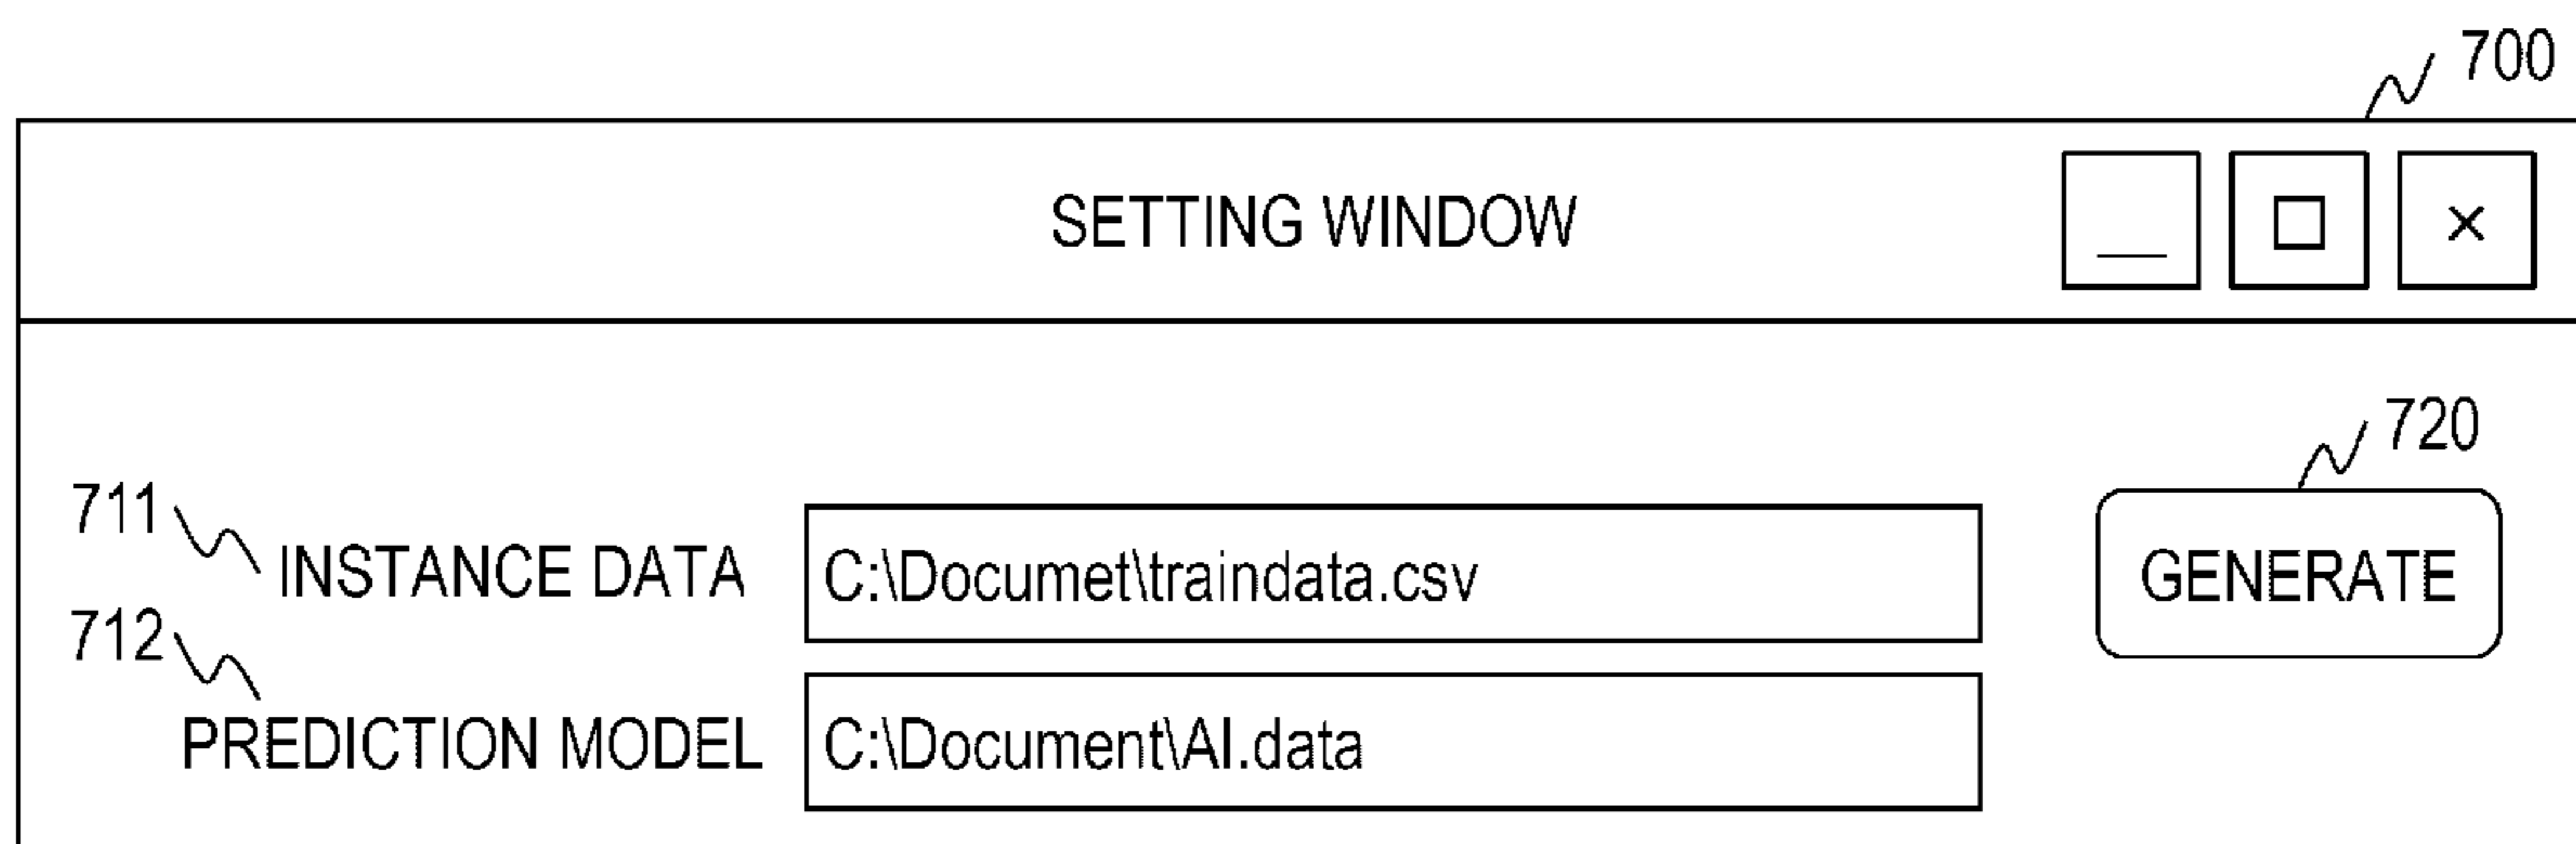 700
SETTING WINDOW
720
711
INSTANCE DATA C:\Documet\traindata.csv GENERATE
712
PREDICTION MODEL C:\Document\AI.data